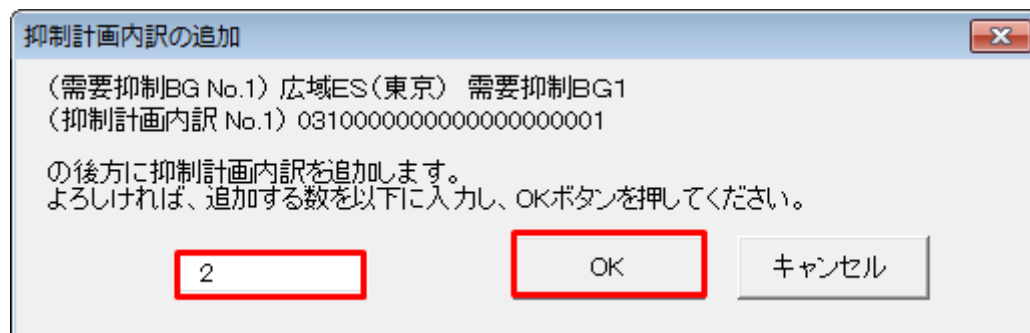 抑制計画内訳の追加
(需要抑制BG No.1) 広域ES(東京) 需要抑制BG1
(抑制計画内訳 No.1) 0310000000000000000001
の後方に抑制計画内訳を追加します。
よろしければ、追加する数を以下に入力し、OKボタンを押してください。
2
OK
キャンセル